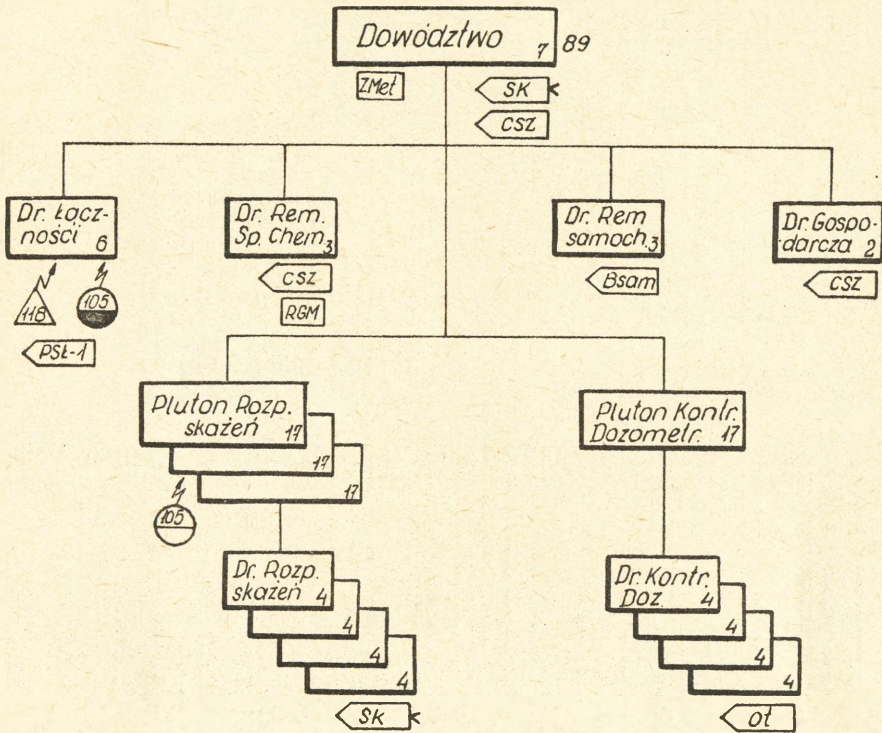 Dowództwo 7 89
ZMet
SK
CSZ
Dr. Łącz-
ności 6
Dr. Rem.
Sp. Chem. 3
Dr. Rem
samoch. 3
Dr. Gospo-
darcza 2
118
105
PSŁ-1
CSZ
RGM
Bsam
CSZ
Pluton Rozp.
skażeń 17
17
17
105
Pluton Kontr.
Dozometr. 17
Dr. Rozp.
skażeń 4
4
4
4
SK
Dr. Kontr.
Doz. 4
4
4
4